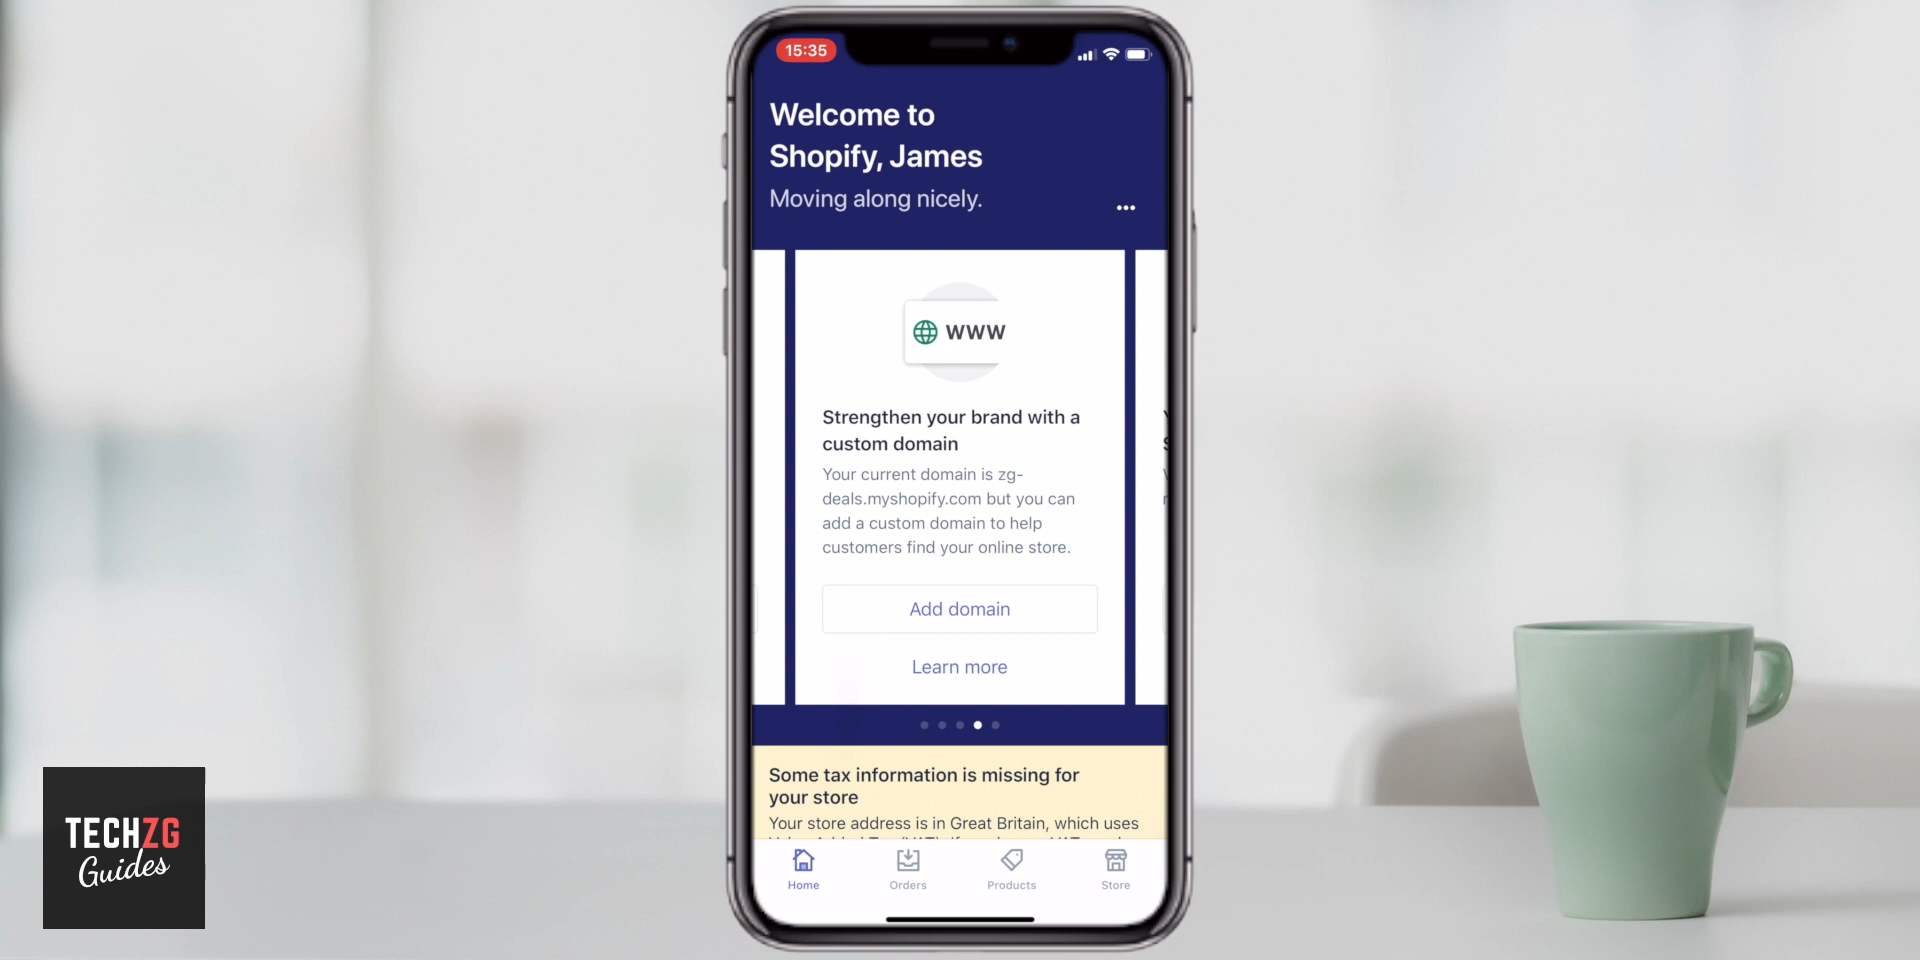 15:35
Welcome to
Shopify, James
Moving along nicely.
WWW
Strengthen your brand with a
custom domain
Your current domain is zg-
deals.myshopify.com but you can
add a custom domain to help
customers find your online store.
Add domain
Learn more
Some tax information is missing for
your store
Your store address is in Great Britain, which uses
Home
Orders
Products
Store
TECHZG
Guides